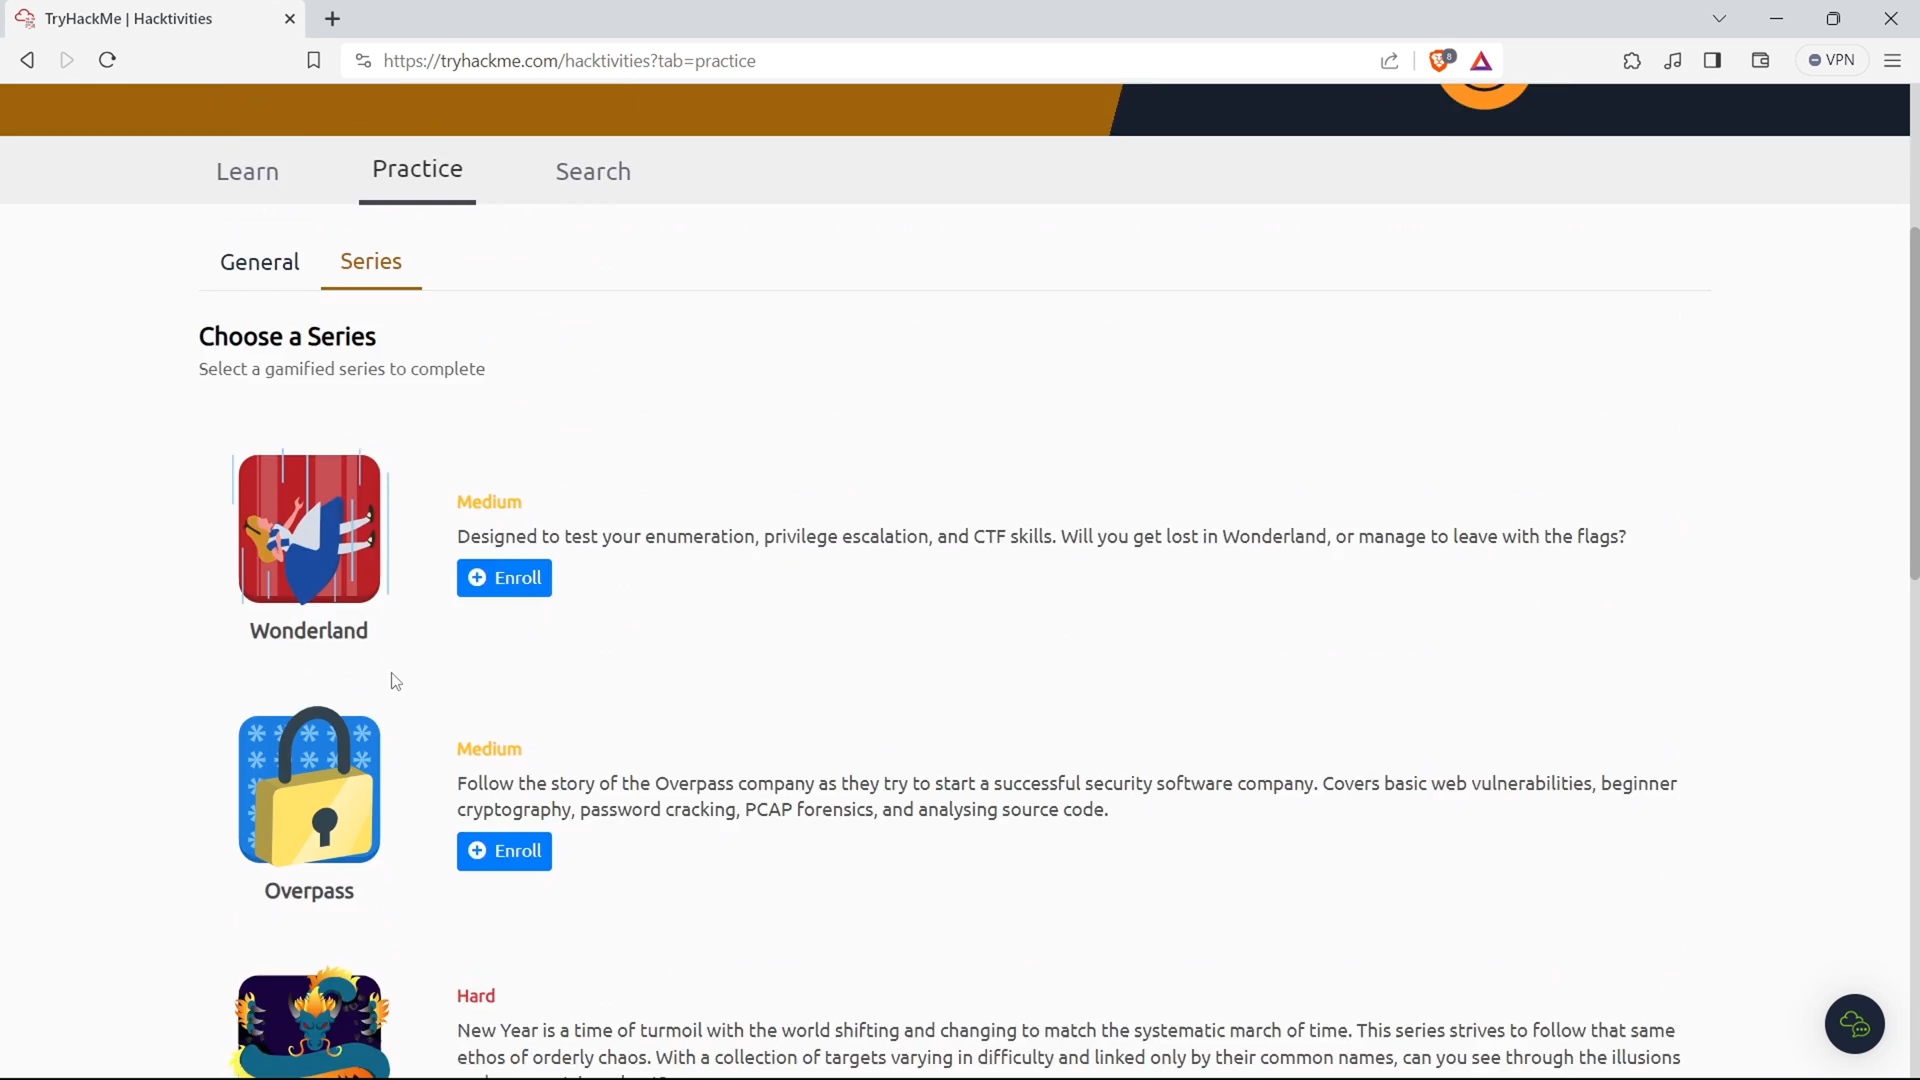 TryHackMe | Hacktivities
https://tryhackme.com/hacktivities?tab=practice
8
VPN
Learn
Practice
Search
General
Series
Choose a Series
Select a gamified series to complete
Medium
Designed to test your enumeration, privilege escalation, and CTF skills. Will you get lost in Wonderland, or manage to leave with the flags?
Enroll
Wonderland
Medium
Follow the story of the Overpass company as they try to start a successful security software company. Covers basic web vulnerabilities, beginner
cryptography, password cracking, PCAP forensics, and analysing source code.
Enroll
Overpass
Hard
New Year is a time of turmoil with the world shifting and changing to match the systematic march of time. This series strives to follow that same
ethos of orderly chaos. With a collection of targets varying in difficulty and linked only by their common names, can you see through the illusions